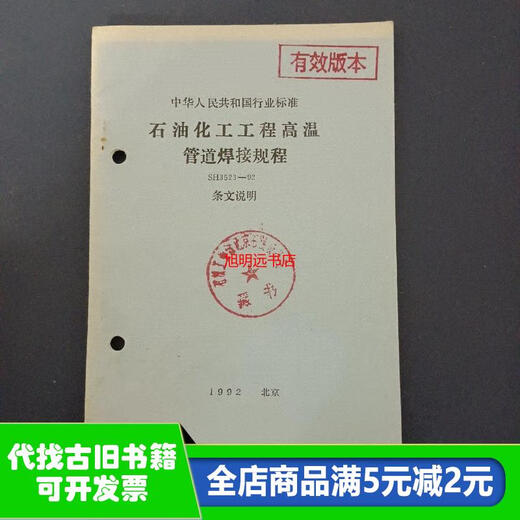 有效版本
中华人民共和国行业标准
石油化工工程高温
管道焊接规程
SH3523—92
条文说明
旭明远书店
1992 北京
代找古旧书籍
可开发票
全店商品满5元减2元